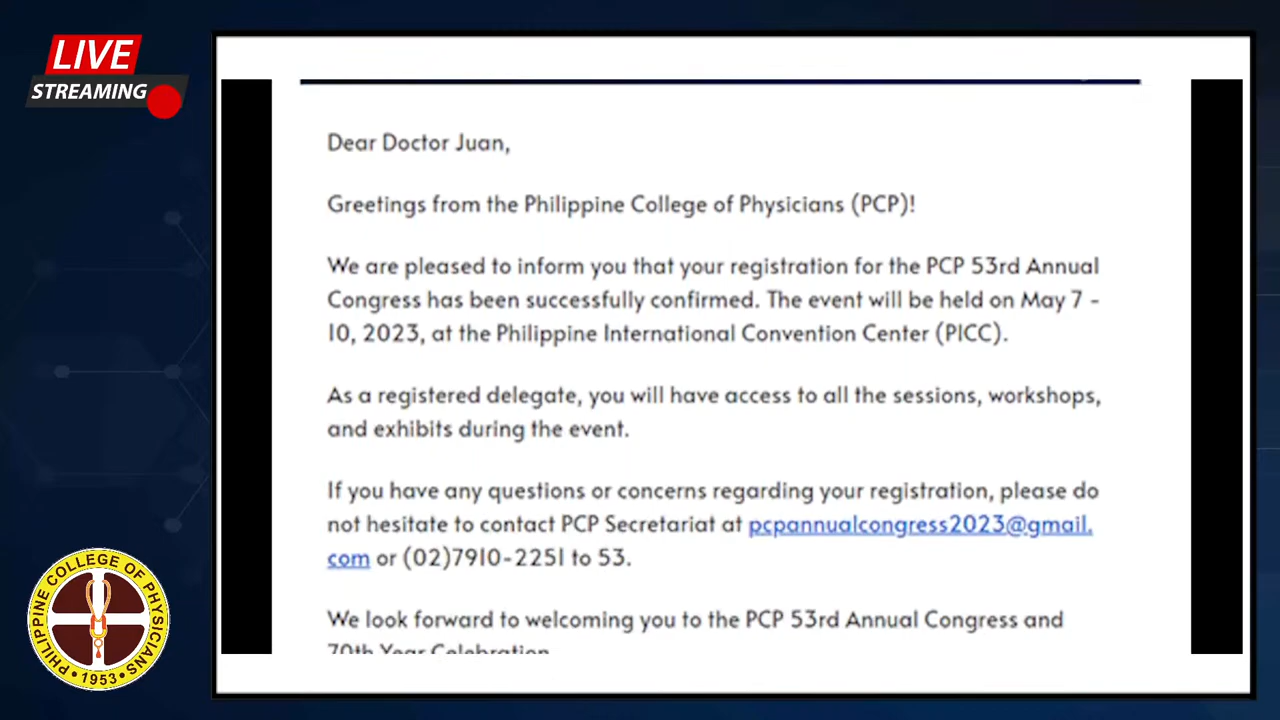 LIVE
STREAMING
Dear Doctor Juan,
Greetings from the Philippine College of Physicians (PCP)!
We are pleased to inform you that your registration for the PCP 53rd Annual
Congress has been successfully confirmed. The event will be held on May 7 -
10, 2023, at the Philippine International Convention Center (PICC).
As a registered delegate, you will have access to all the sessions, workshops,
and exhibits during the event.
If you have any questions or concerns regarding your registration, please do
not hesitate to contact PCP Secretariat at pcpannualcongress2023@gmail.
com or (02)7910-2251 to 53.
We look forward to welcoming you to the PCP 53rd Annual Congress and
70th Year Celebration
PHILIPPINE COLLEGE OF PHYSICIANS
• 1953 •